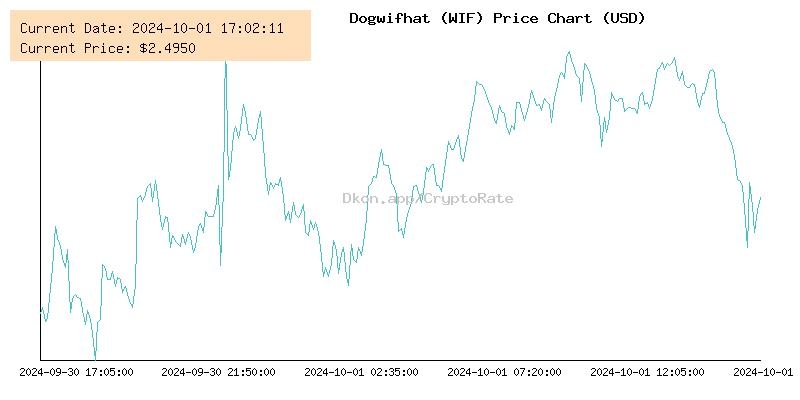 Dogwifhat (WIF) Price Chart (USD)
Current Date: 2024-10-01 17:02:11
Current Price: $2.4950
Dkon.app/CryptoRate
2024-09-30 17:05:00 2024-09-30 21:50:00 2024-10-01 02:35:00 2024-10-01 07:20:00 2024-10-01 12:05:00 2024-10-01